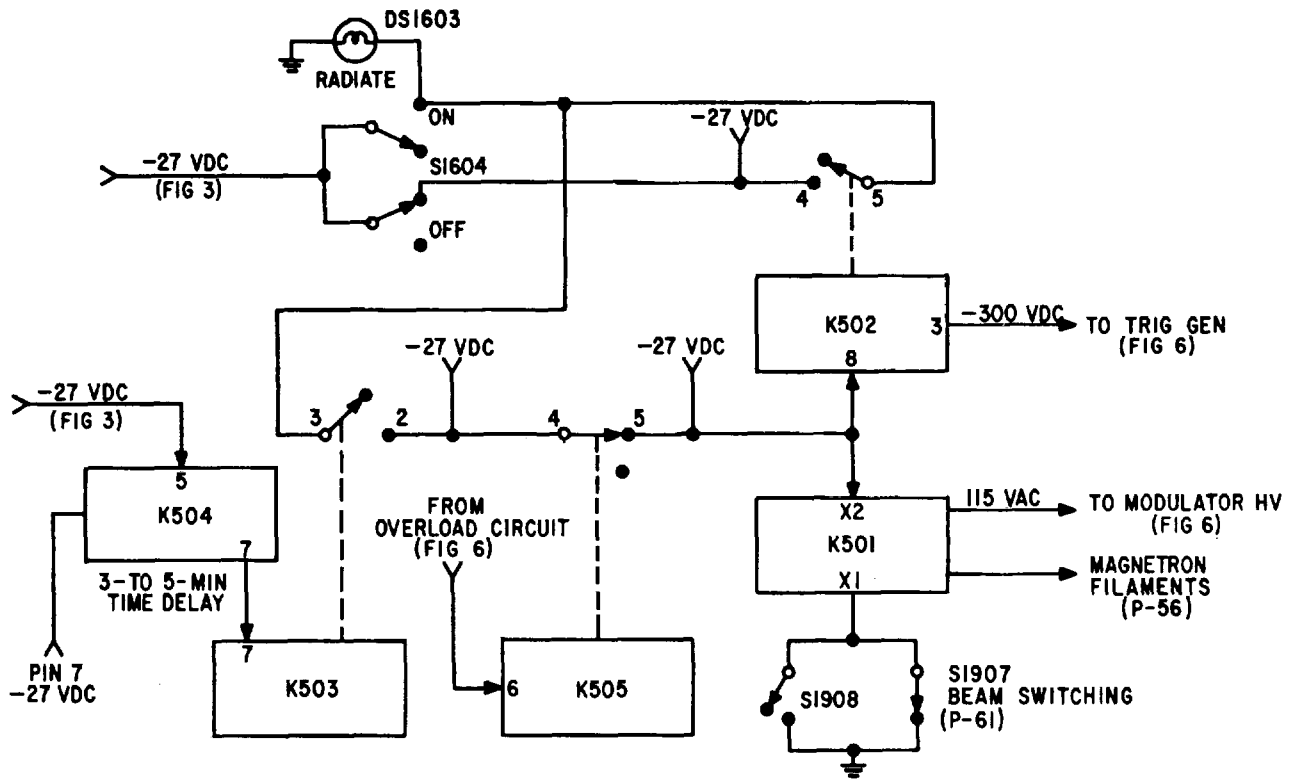 DS1603
RADIATE
ON
-27 VDC
(FIG 3)
S1604
OFF
-27 VDC
4
5
K502
3
8
-300 VDC
TO TRIG GEN
(FIG 6)
-27 VDC
(FIG 3)
-27 VDC
-27 VDC
3
2
4
5
5
K504
7
3-TO 5-MIN
TIME DELAY
PIN 7
-27 VDC
7
K503
FROM
OVERLOAD CIRCUIT
(FIG 6)
6
K505
X2
K501
X1
115 VAC
TO MODULATOR HV
(FIG 6)
MAGNETRON
FILAMENTS
(P-56)
S1908
S1907
BEAM SWITCHING
(P-61)